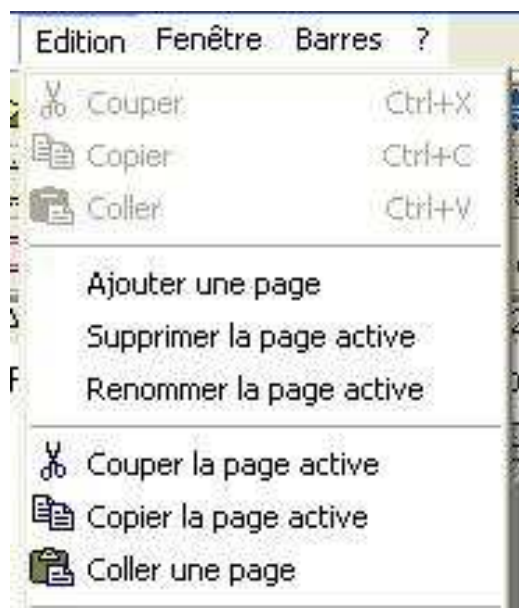 Edition Fenêtre Barres ?
Couper Ctrl+X
Copier Ctrl+C
Coller Ctrl+V
Ajouter une page
Supprimer la page active
Renommer la page active
Couper la page active
Copier la page active
Coller une page